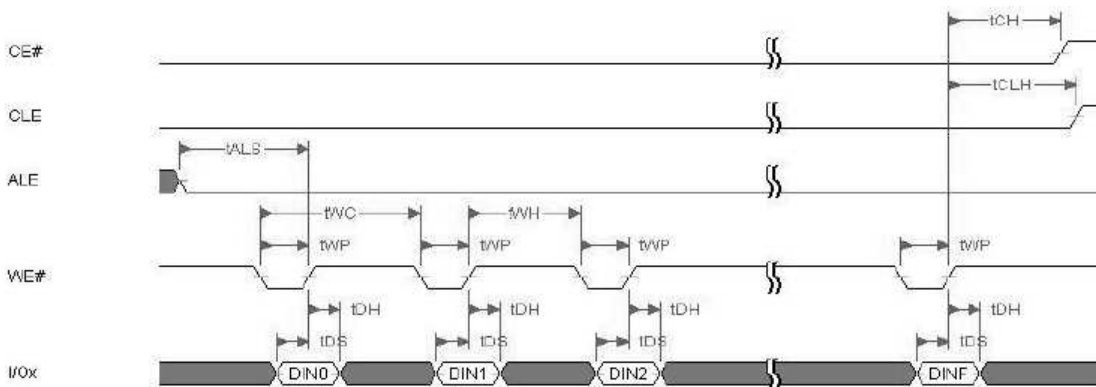 tCH
CE#
tCLH
CLE
tALS
ALE
tWC
tWH
tWP
tWP
tWP
tWP
WE#
tDH
tDH
tDH
tDH
tDS
tDS
tDS
tDS
I/Ox
DIN0
DIN1
DIN2
DINF